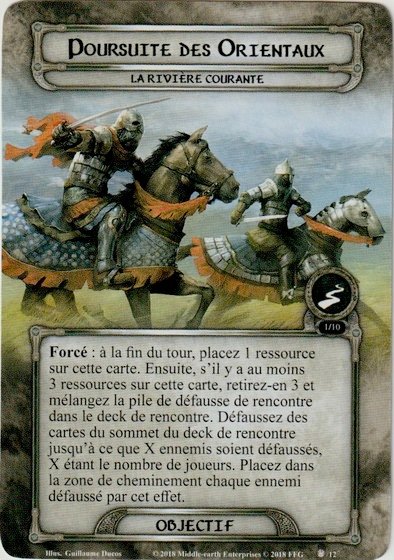 Poursuite des Orientaux
La Rivière Courante
1/10
Forcé : à la fin du tour, placez 1 ressource
sur cette carte. Ensuite, s'il y a au moins
3 ressources sur cette carte, retirez-en 3 et
mélangez la pile de défausse de rencontre
dans le deck de rencontre. Défaussez des
cartes du sommet du deck de rencontre
jusqu'à ce que X ennemis soient défaussés,
X étant le nombre de joueurs. Placez dans
la zone de cheminement chaque ennemi
défaussé par cet effet.
Objectif
Illus. Guillaume Ducos © 2018 Middle-earth Enterprises © 2018 FFG 12